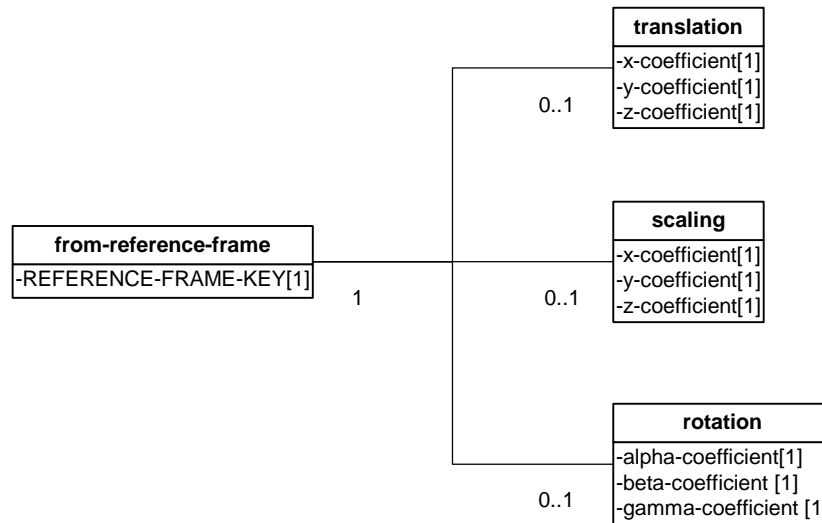 translation
-x-coefficient[1]
-y-coefficient[1]
-z-coefficient[1]
0..1
scaling
-x-coefficient[1]
-y-coefficient[1]
-z-coefficient[1]
0..1
from-reference-frame
-REFERENCE-FRAME-KEY[1]
1
rotation
-alpha-coefficient[1]
-beta-coefficient [1]
-gamma-coefficient [1
0..1